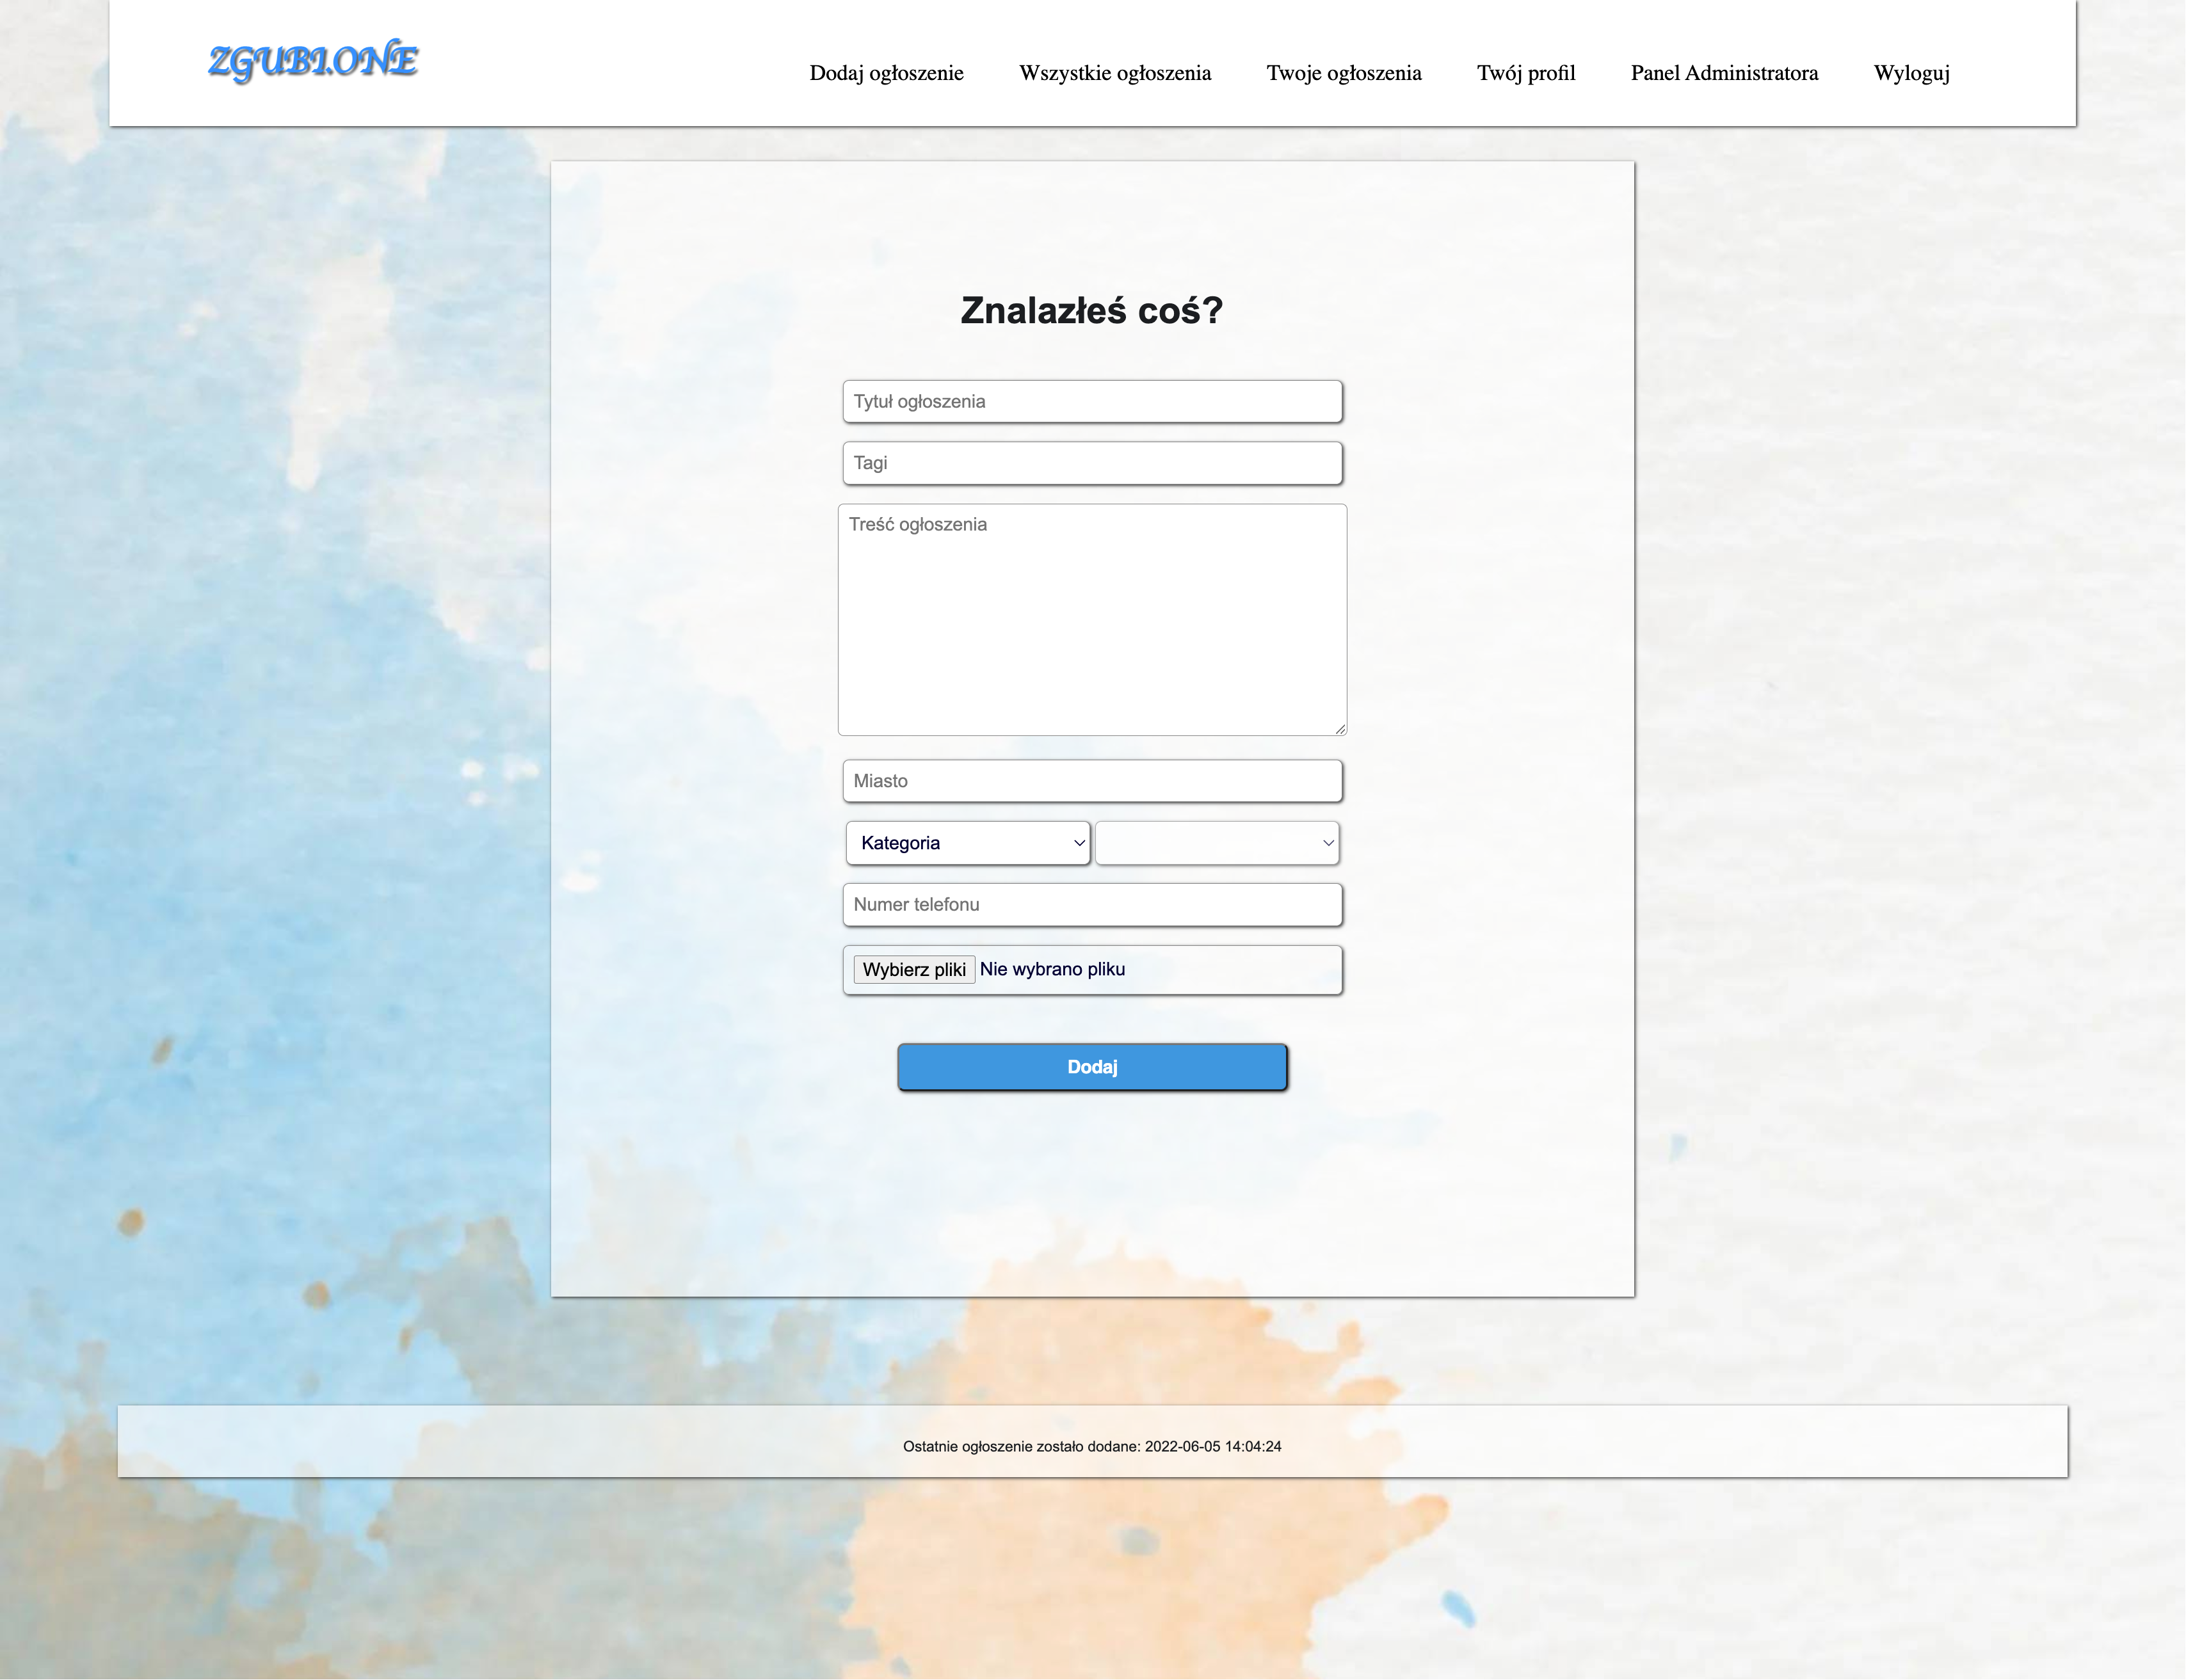 ZGUBI.ONE
Dodaj ogłoszenie Wszystkie ogłoszenia Twoje ogłoszenia Twój profil Panel Administratora Wyloguj
Znalazłeś coś?
Tytuł ogłoszenia
Tagi
Treść ogłoszenia
Miasto
Kategoria
Numer telefonu
Wybierz pliki Nie wybrano pliku
Dodaj
Ostatnie ogłoszenie zostało dodane: 2022-06-05 14:04:24